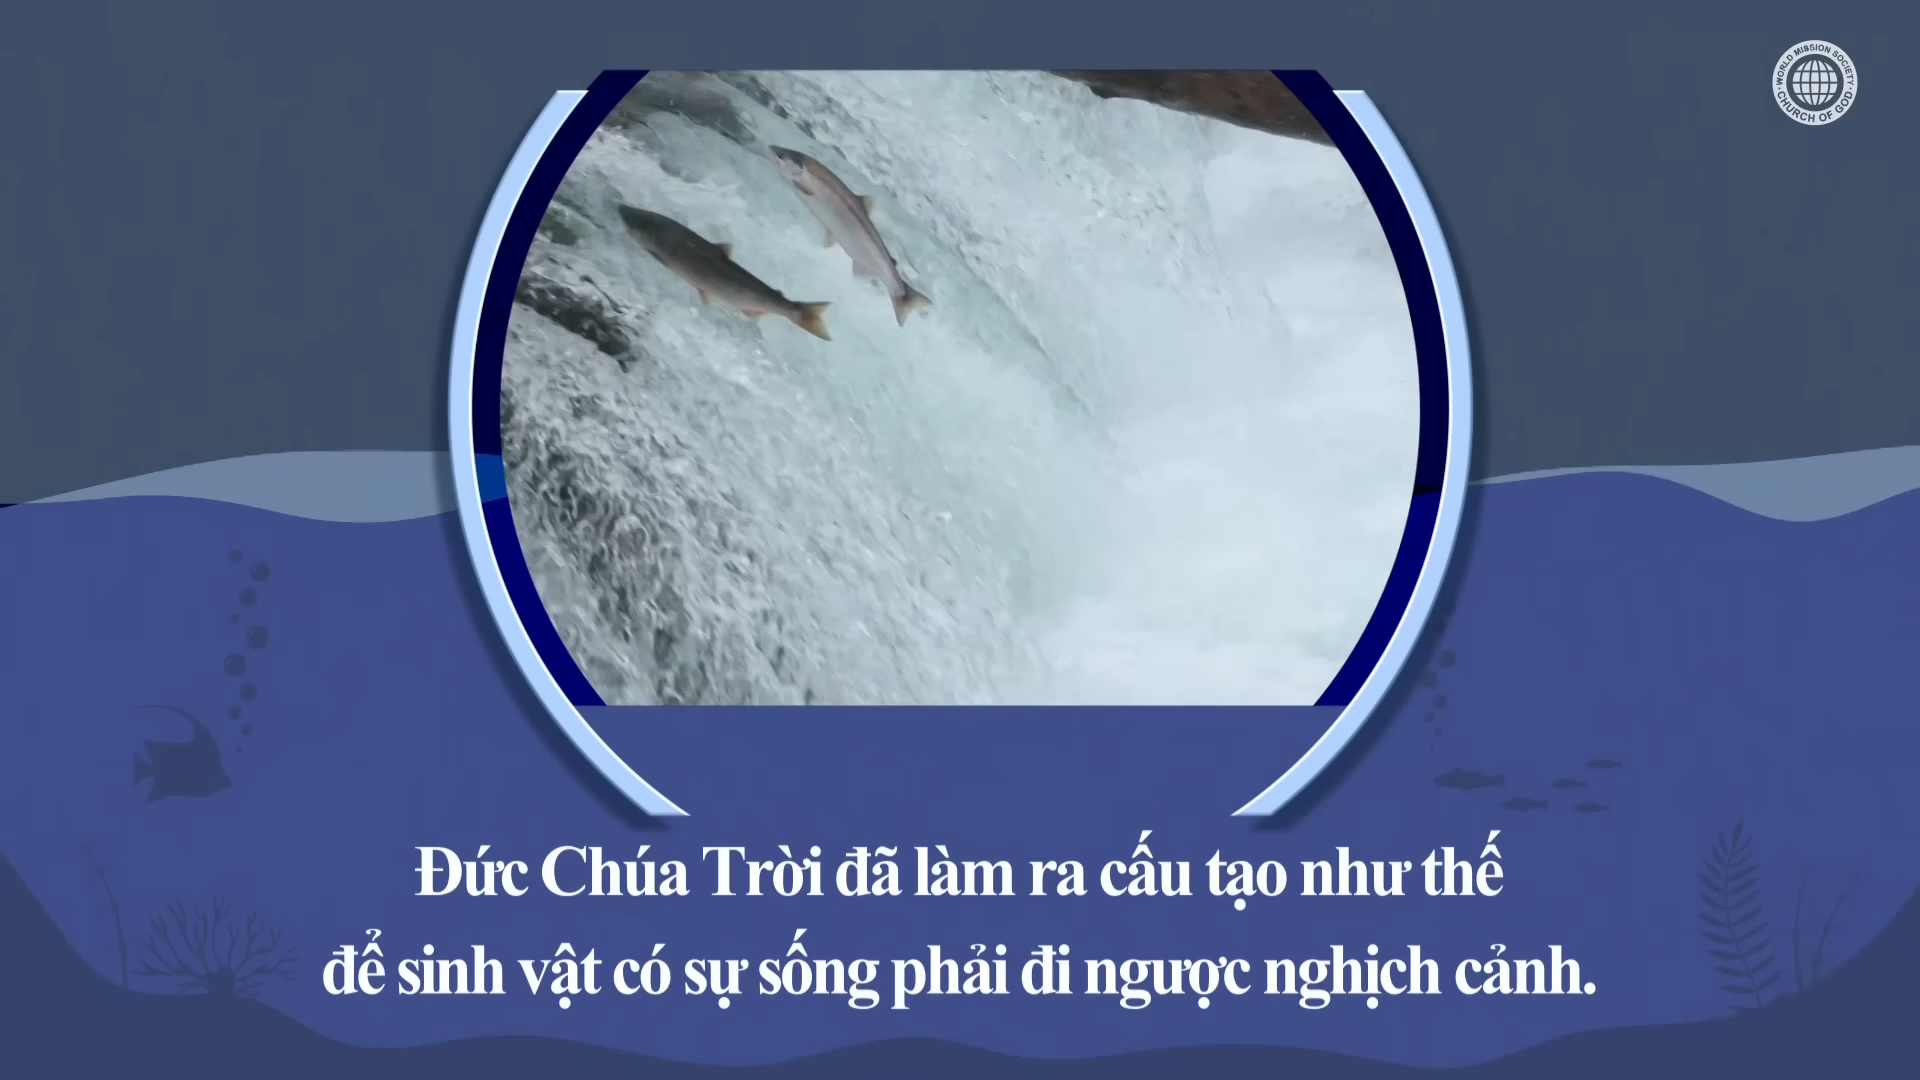 WORLD MISSION SOCIETY
CHURCH OF GOD
Đức Chúa Trời đã làm ra cấu tạo như thế
để sinh vật có sự sống phải đi ngược nghịch cảnh.